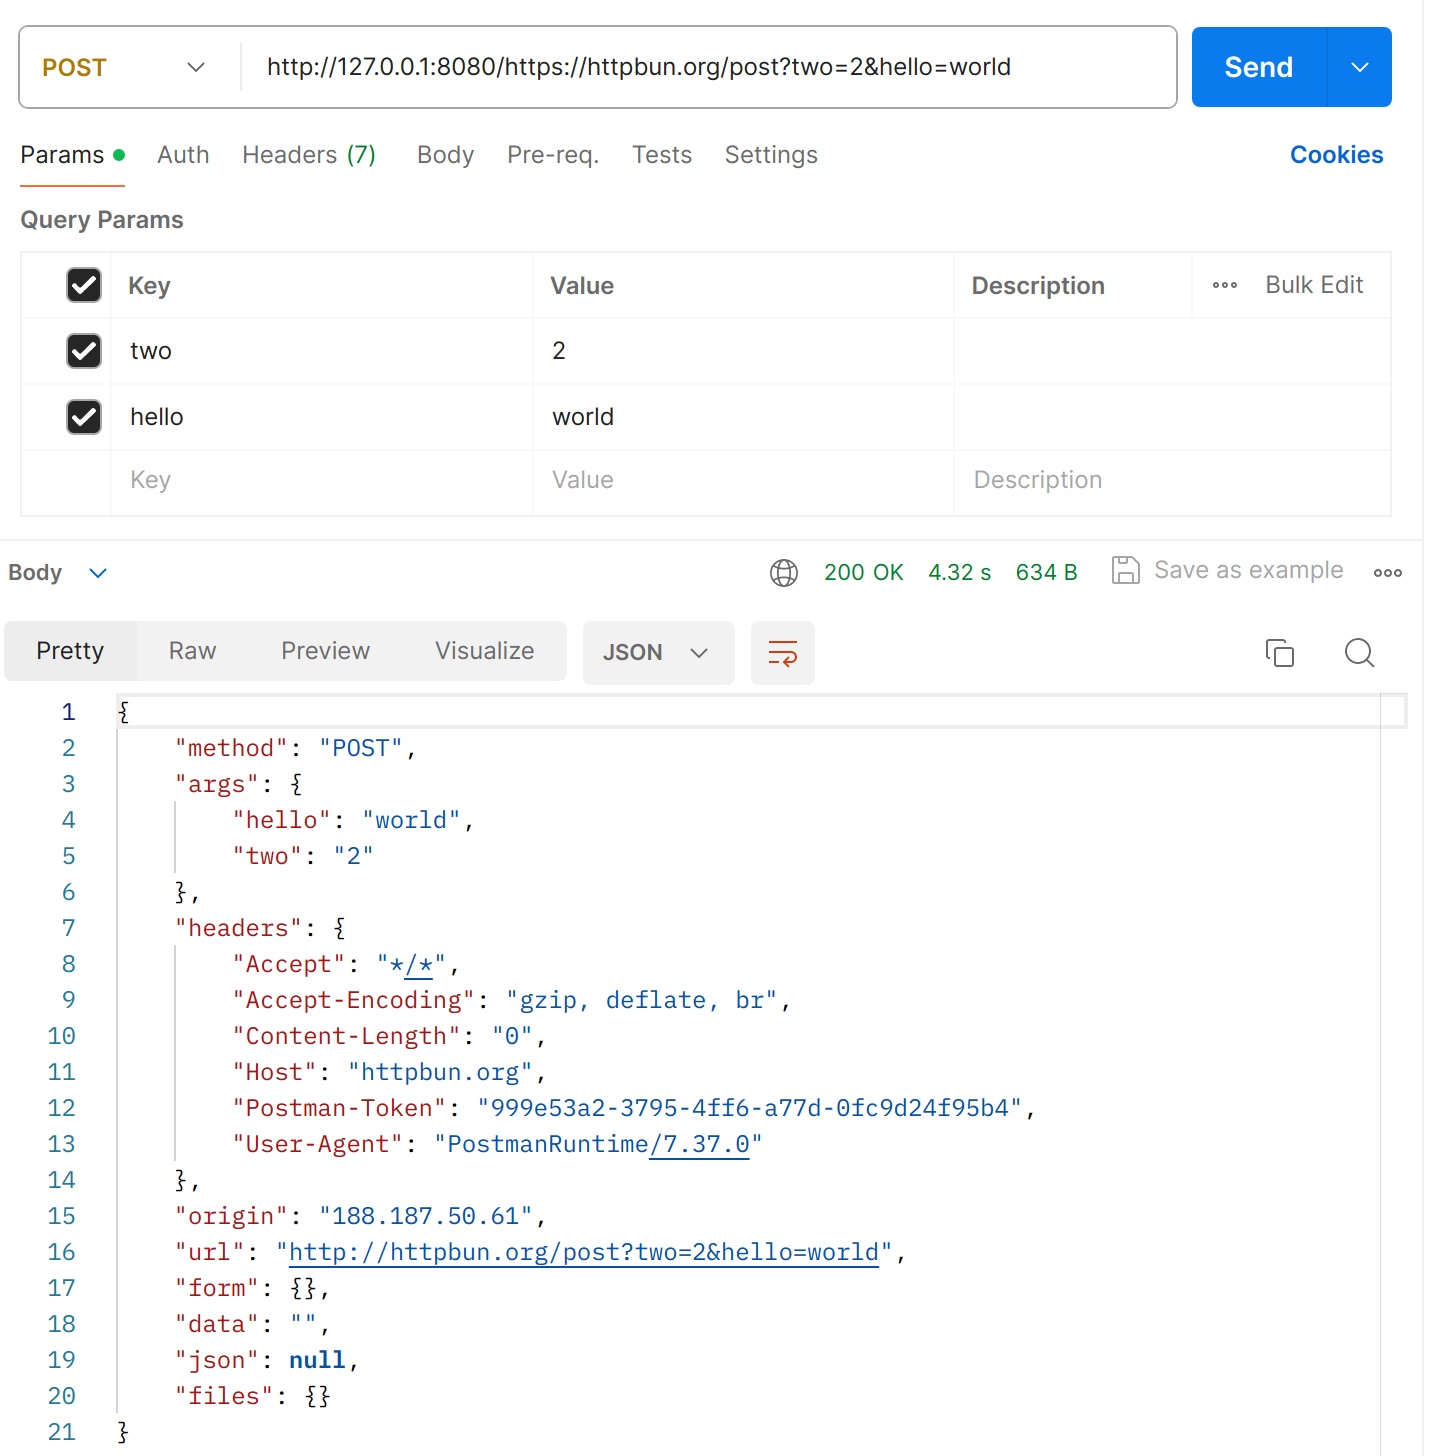 POST http://127.0.0.1:8080/https://httpbun.org/post?two=2&hello=world Send
Params Auth Headers (7) Body Pre-req. Tests Settings Cookies
Query Params
Key Value Description Bulk Edit
two 2
hello world
Key Value Description
Body 200 OK 4.32 s 634 B Save as example
Pretty Raw Preview Visualize JSON
1 {
2 "method": "POST",
3 "args": {
4 "hello": "world",
5 "two": "2"
6 },
7 "headers": {
8 "Accept": "*/*",
9 "Accept-Encoding": "gzip, deflate, br",
10 "Content-Length": "0",
11 "Host": "httpbun.org",
12 "Postman-Token": "999e53a2-3795-4ff6-a77d-0fc9d24f95b4",
13 "User-Agent": "PostmanRuntime/7.37.0"
14 },
15 "origin": "188.187.50.61",
16 "url": "http://httpbun.org/post?two=2&hello=world",
17 "form": {},
18 "data": "",
19 "json": null,
20 "files": {}
21 }